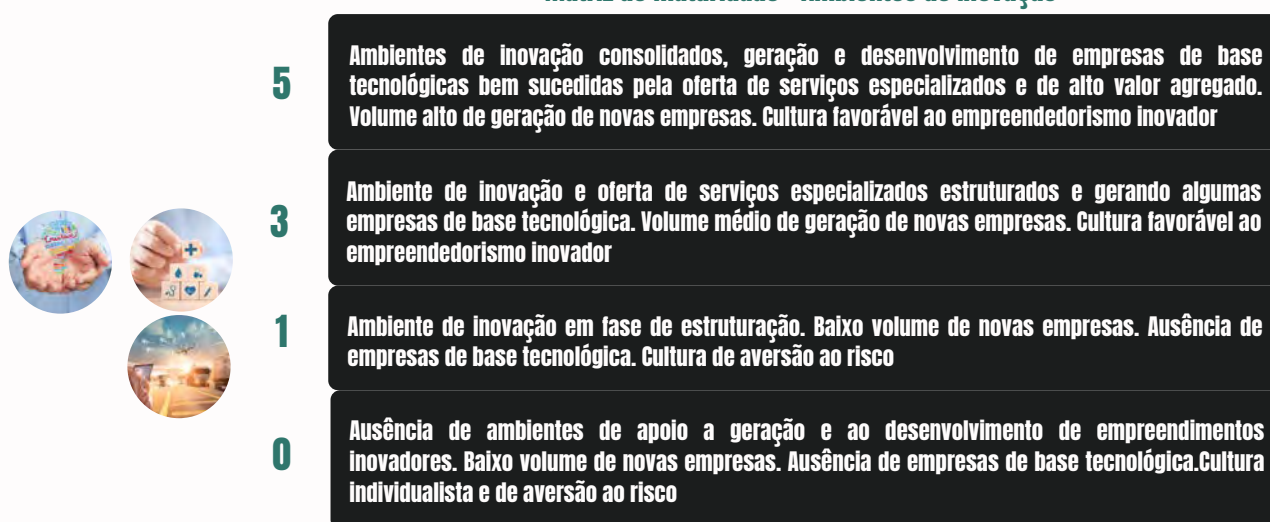 Matriz de Maturidade - Ambientes de Inovação
5
Ambientes de inovação consolidados, geração e desenvolvimento de empresas de base
tecnológicas bem sucedidas pela oferta de serviços especializados e de alto valor agregado.
Volume alto de geração de novas empresas. Cultura favorável ao empreendedorismo inovador
3
Ambiente de inovação e oferta de serviços especializados estruturados e gerando algumas
empresas de base tecnológica. Volume médio de geração de novas empresas. Cultura favorável ao
empreendedorismo inovador
1
Ambiente de inovação em fase de estruturação. Baixo volume de novas empresas. Ausência de
empresas de base tecnológica. Cultura de aversão ao risco
0
Ausência de ambientes de apoio a geração e ao desenvolvimento de empreendimentos
inovadores. Baixo volume de novas empresas. Ausência de empresas de base tecnológica.Cultura
individualista e de aversão ao risco